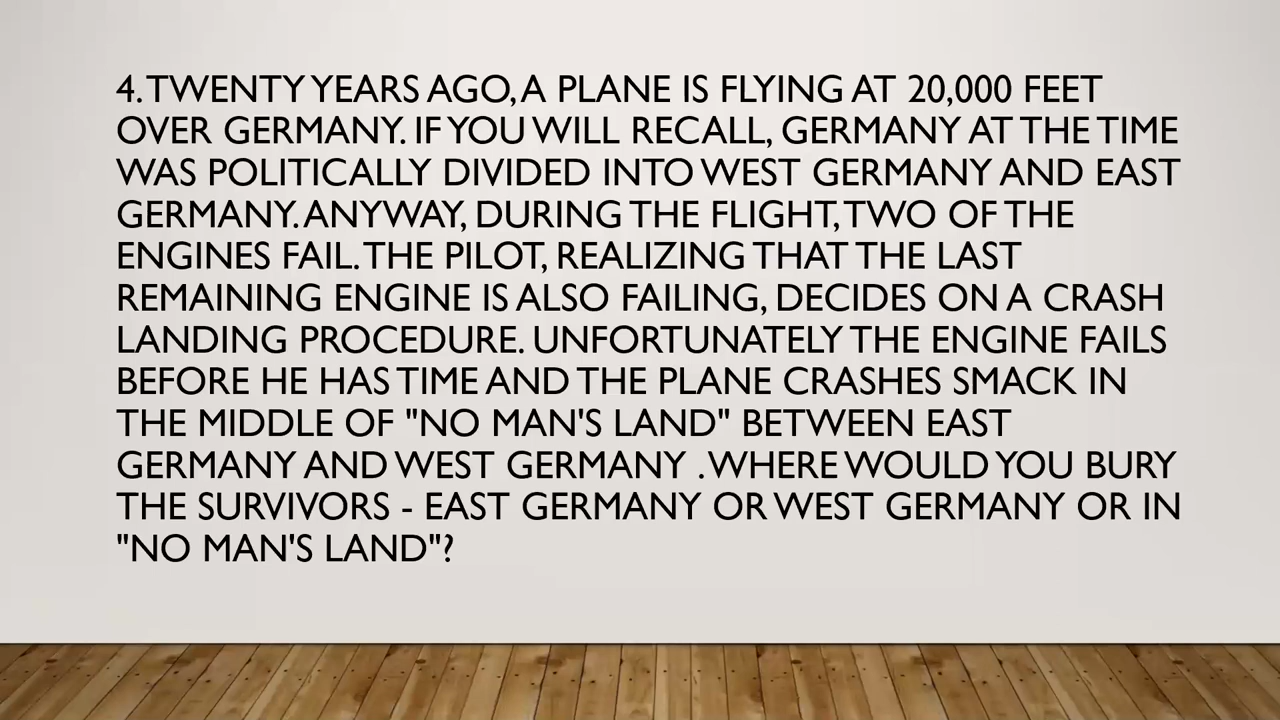 4. TWENTY YEARS AGO, A PLANE IS FLYING AT 20,000 FEET
OVER GERMANY. IF YOU WILL RECALL, GERMANY AT THE TIME
WAS POLITICALLY DIVIDED INTO WEST GERMANY AND EAST
GERMANY. ANYWAY, DURING THE FLIGHT, TWO OF THE
ENGINES FAIL. THE PILOT, REALIZING THAT THE LAST
REMAINING ENGINE IS ALSO FAILING, DECIDES ON A CRASH
LANDING PROCEDURE. UNFORTUNATELY THE ENGINE FAILS
BEFORE HE HAS TIME AND THE PLANE CRASHES SMACK IN
THE MIDDLE OF "NO MAN'S LAND" BETWEEN EAST
GERMANY AND WEST GERMANY . WHERE WOULD YOU BURY
THE SURVIVORS - EAST GERMANY OR WEST GERMANY OR IN
"NO MAN'S LAND"?